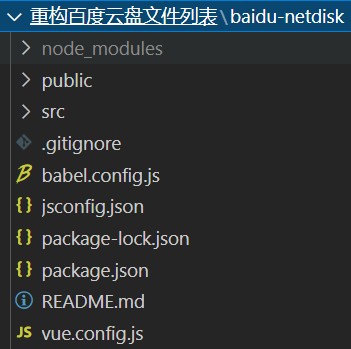 重构百度云盘文件列表\baidu-netdisk
node_modules
public
src
.gitignore
babel.config.js
jsconfig.json
package-lock.json
package.json
README.md
vue.config.js